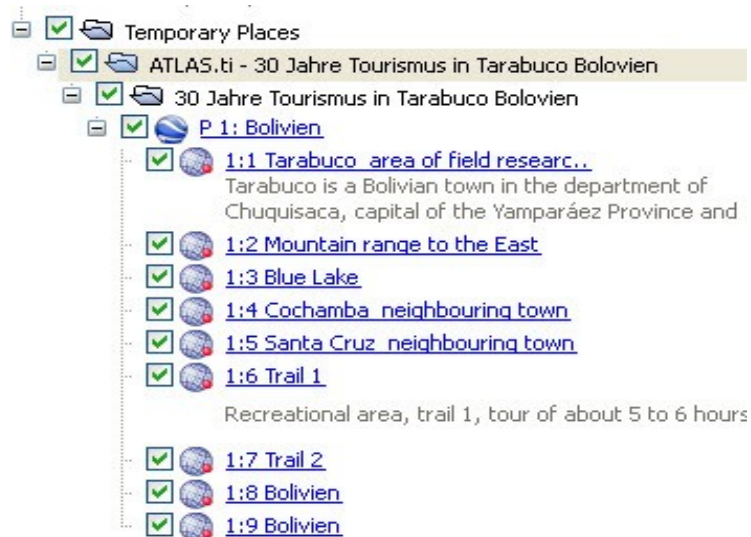 Temporary Places
ATLAS.ti - 30 Jahre Tourismus in Tarabuco Bolovien
30 Jahre Tourismus in Tarabuco Bolovien
P 1: Bolivien
1:1 Tarabuco area of field researc..
Tarabuco is a Bolivian town in the department of
Chuquisaca, capital of the Yamparáez Province and
1:2 Mountain range to the East
1:3 Blue Lake
1:4 Cochamba neighbouring town
1:5 Santa Cruz neighbouring town
1:6 Trail 1
Recreational area, trail 1, tour of about 5 to 6 hours
1:7 Trail 2
1:8 Bolivien
1:9 Bolivien